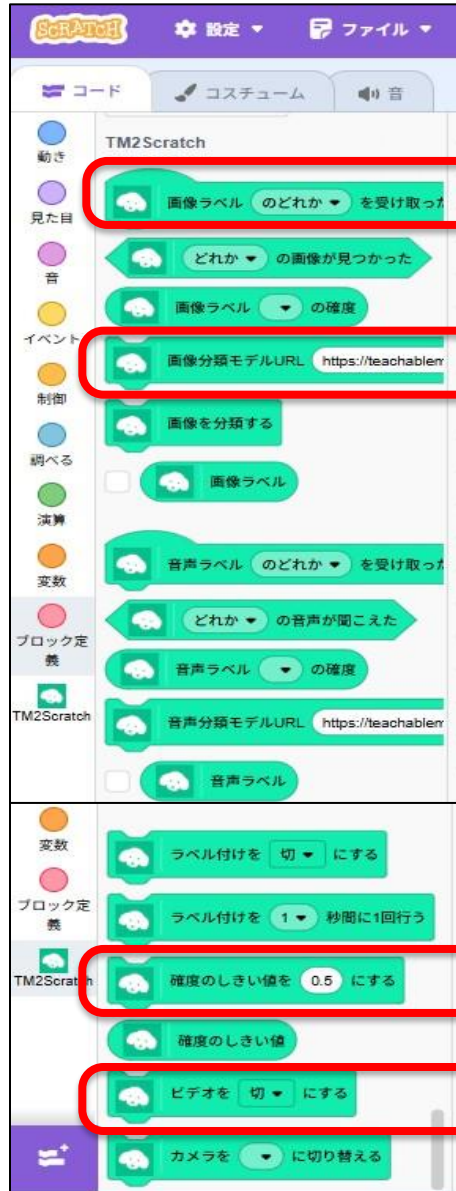 SCRATCH 設定 ファイル
コード コスチューム 音
動き
見た目
音
イベント
制御
調べる
演算
変数
ブロック定
義
TM2Scratch
TM2Scratch
画像ラベル のどれか を受け取った
どれか の画像が見つかった
画像ラベル の確度
画像分類モデルURL https://teachablem
画像を分類する
画像ラベル
音声ラベル のどれか を受け取った
どれか の音声が聞こえた
音声ラベル の確度
音声分類モデルURL https://teachablem
音声ラベル
変数
ブロック定
義
TM2Scratch
ラベル付けを 切 にする
ラベル付けを 1 秒間に1回行う
確度のしきい値を 0.5 にする
確度のしきい値
ビデオを 切 にする
カメラを に切り替える